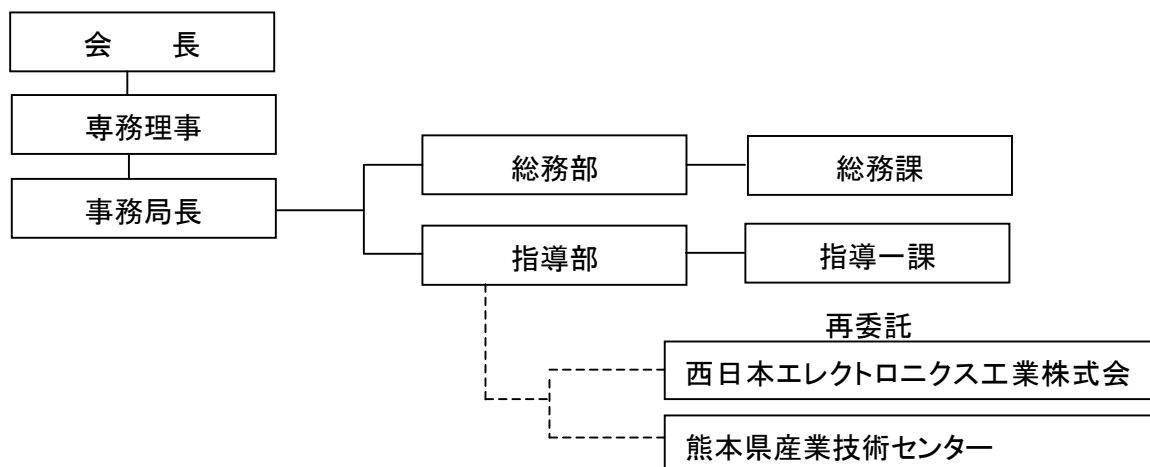 会　　長
専務理事
事務局長
総務部
総務課
指導部
指導一課
再委託
西日本エレクトロニクス工業株式会
熊本県産業技術センター